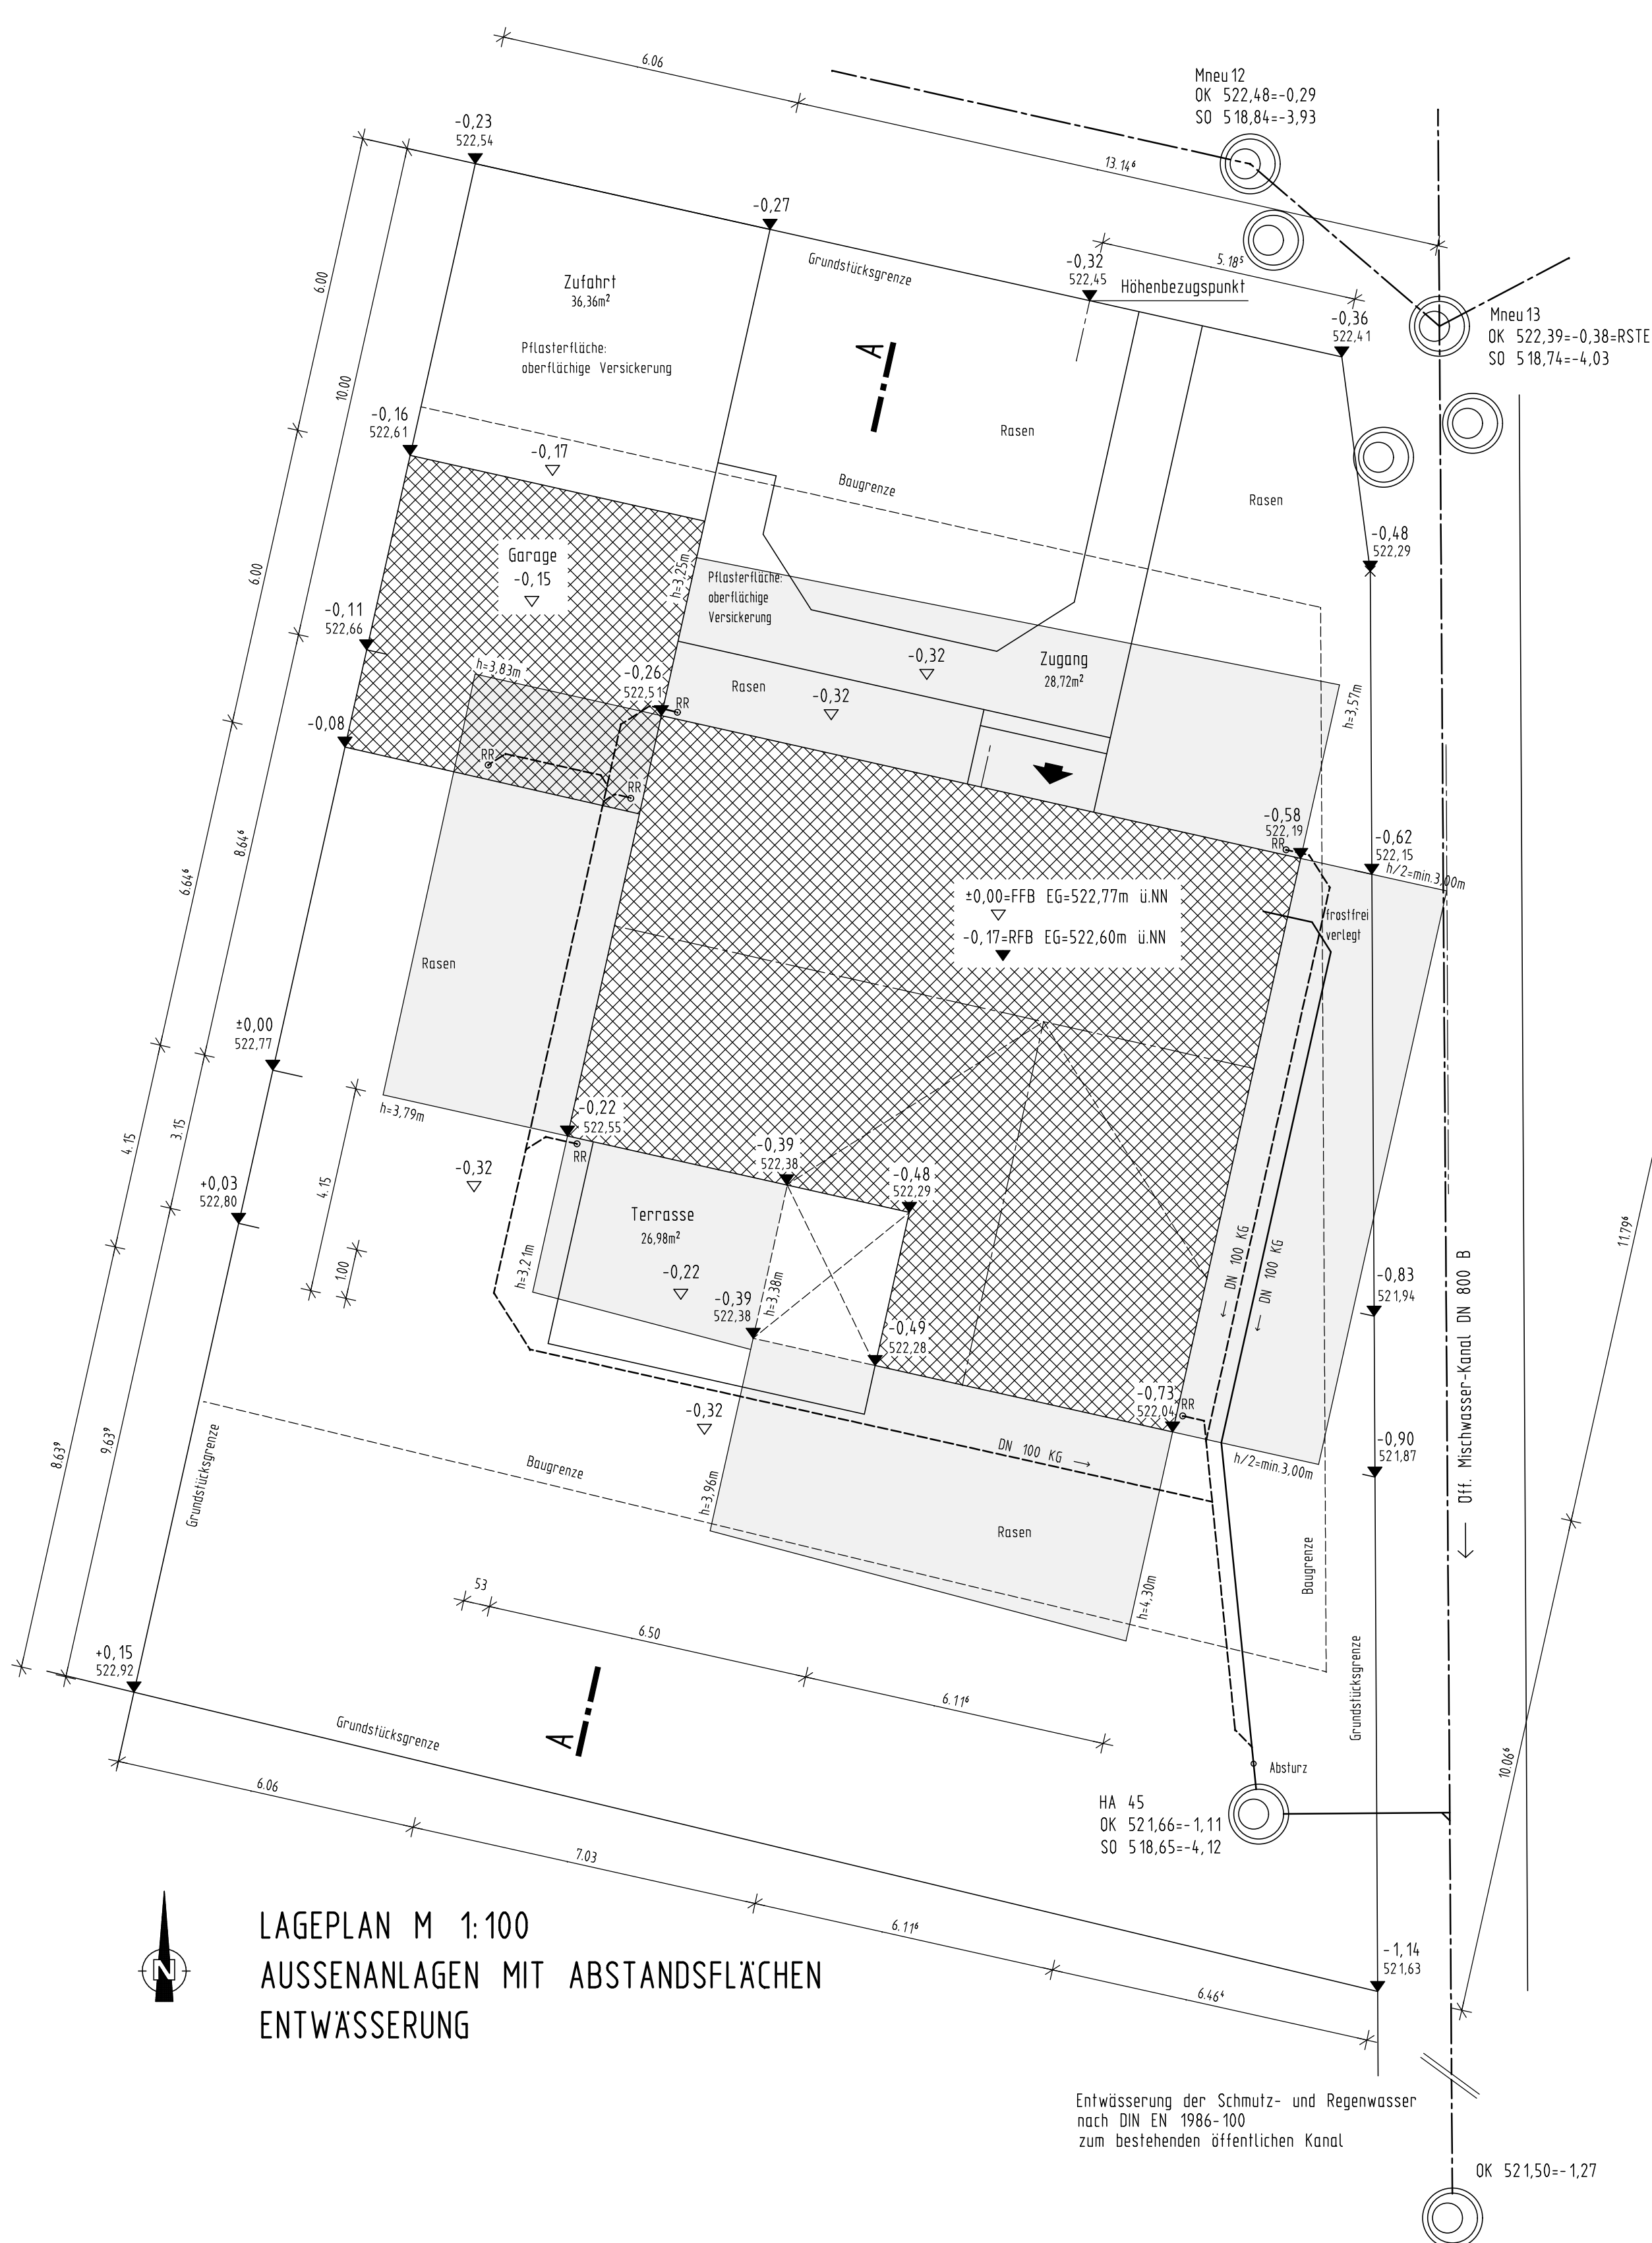 6.06
Mneu 12
OK 522,48=-0,29
SO 518,84=-3,93
13.14⁶
-0,23
522,54
-0,27
Grundstücksgrenze
-0,32
522,45
Höhenbezugspunkt
5.18⁵
-0,36
522,41
Mneu 13
OK 522,39=-0,38=RSTE
SO 518,74=-4,03
Zufahrt
36,36m²
Pflasterfläche:
oberflächige Versickerung
A
6.00
10.00
Rasen
Baugrenze
Rasen
-0,16
522,61
-0,17
-0,48
522,29
Garage
-0,15
h=3,25m
Pflasterfläche:
oberflächige
Versickerung
6.00
-0,11
522,66
h=3,83m
-0,26
522,51
RR
Rasen
-0,32
-0,32
Zugang
28,72m²
h=3,57m
-0,08
RR
RR
-0,58
522,19
RR
-0,62
522,15
h/2=min.3,00m
8.64⁶
6.64⁶
±0,00=FFB EG=522,77m ü.NN
-0,17=RFB EG=522,60m ü.NN
frostfrei
verlegt
Rasen
±0,00
522,77
h=3,79m
-0,22
522,55
RR
-0,39
522,38
-0,48
522,29
4.15
3.15
4.15
-0,32
+0,03
522,80
Terrasse
26,98m²
-0,22
h=3,21m
1.00
-0,39
522,38
h=3,38m
-0,49
522,28
DN 100 KG
DN 100 KG
-0,83
521,94
Öff. Mischwasser-Kanal DN 800 B
11.79⁶
-0,32
-0,73
522,04
RR
-0,90
521,87
DN 100 KG
h/2=min.3,00m
8.63⁹
9.63⁹
Grundstücksgrenze
Baugrenze
h=3,96m
Rasen
Baugrenze
h=4,30m
53
6.50
6.11⁶
+0,15
522,92
Grundstücksgrenze
A
Grundstücksgrenze
10.06⁶
Absturz
HA 45
OK 521,66=-1,11
SO 518,65=-4,12
6.06
7.03
6.11⁶
6.46⁴
-1,14
521,63
N
LAGEPLAN M 1:100
AUSSENANLAGEN MIT ABSTANDSFLÄCHEN
ENTWÄSSERUNG
Entwässerung der Schmutz- und Regenwasser
nach DIN EN 1986-100
zum bestehenden öffentlichen Kanal
OK 521,50=-1,27